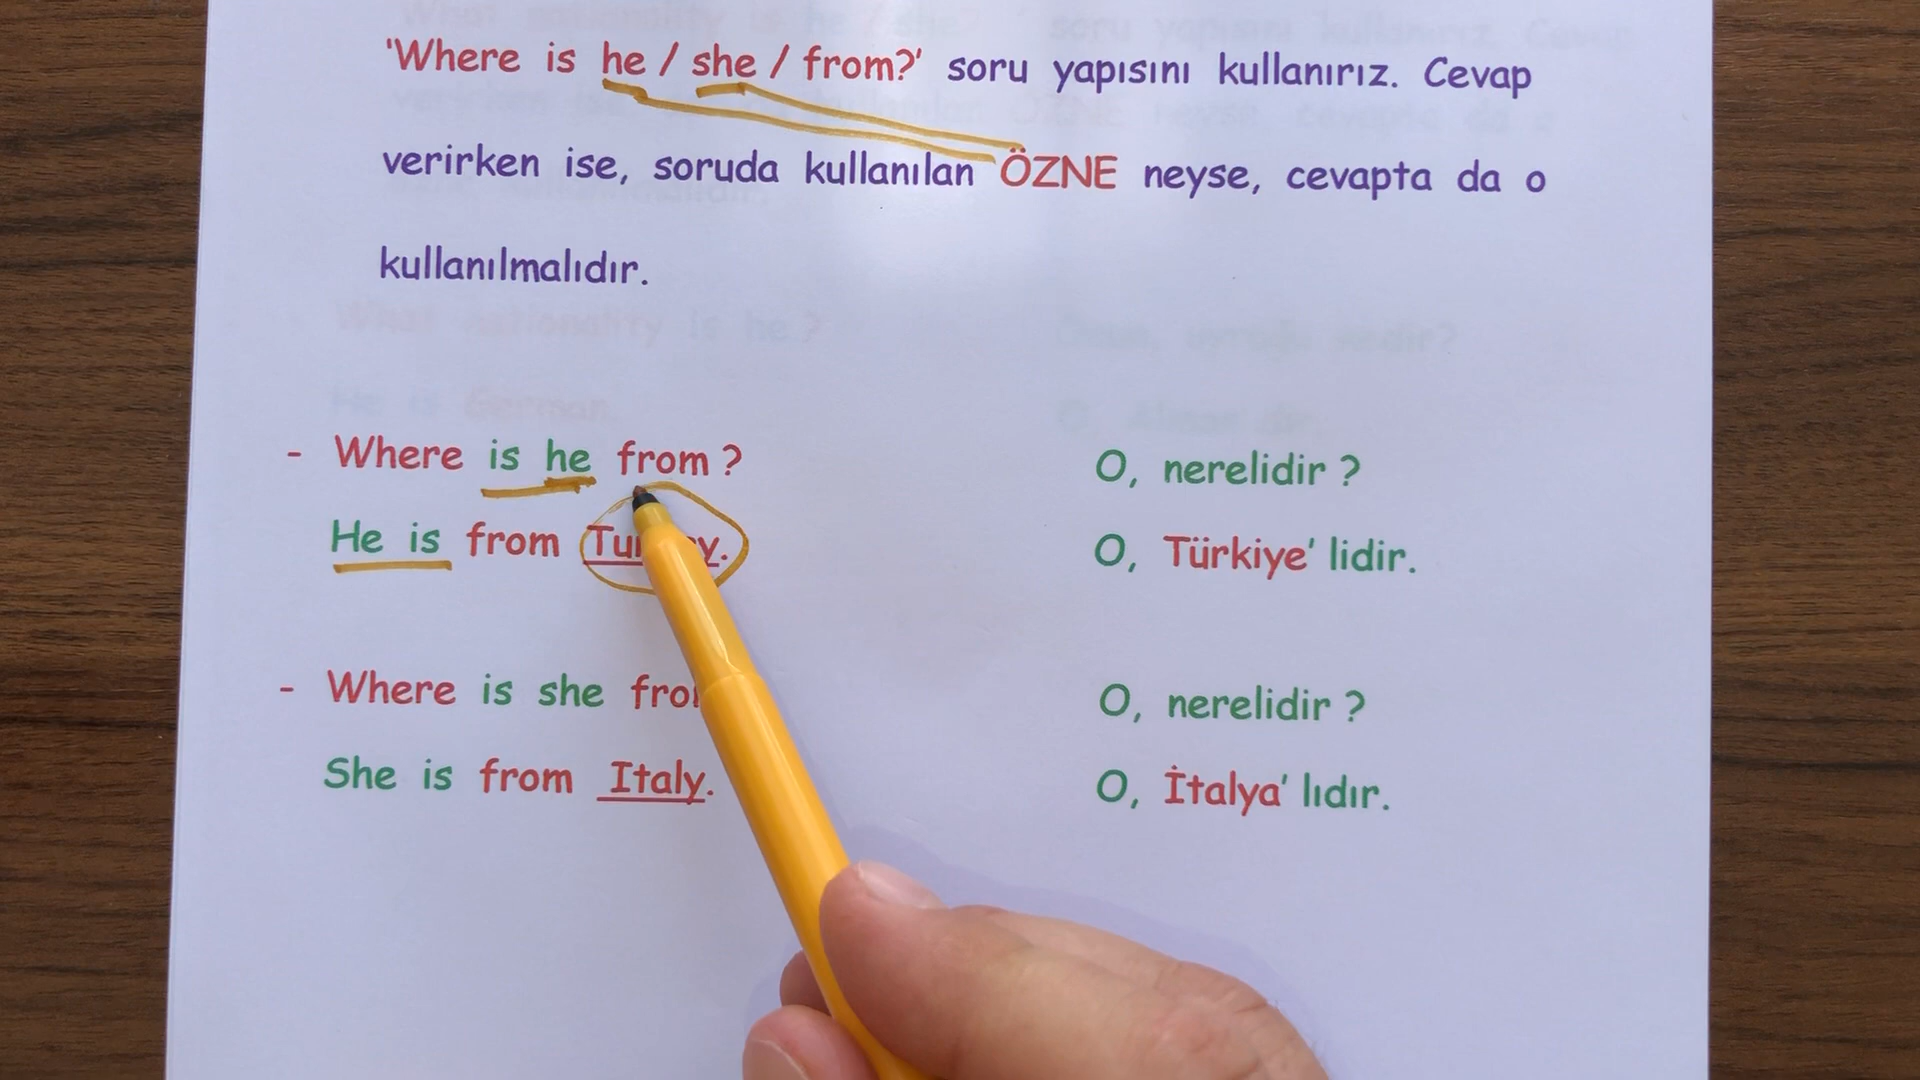 'Where is he / she / from?' soru yapısını kullanırız. Cevap
verirken ise, soruda kullanılan ÖZNE neyse, cevapta da o
kullanılmalıdır.
- Where is he from ?
O, nerelidir ?
He is from
O, Türkiye' lidir.
- Where is she
O, nerelidir ?
She is from Italy.
O, İtalya' lıdır.